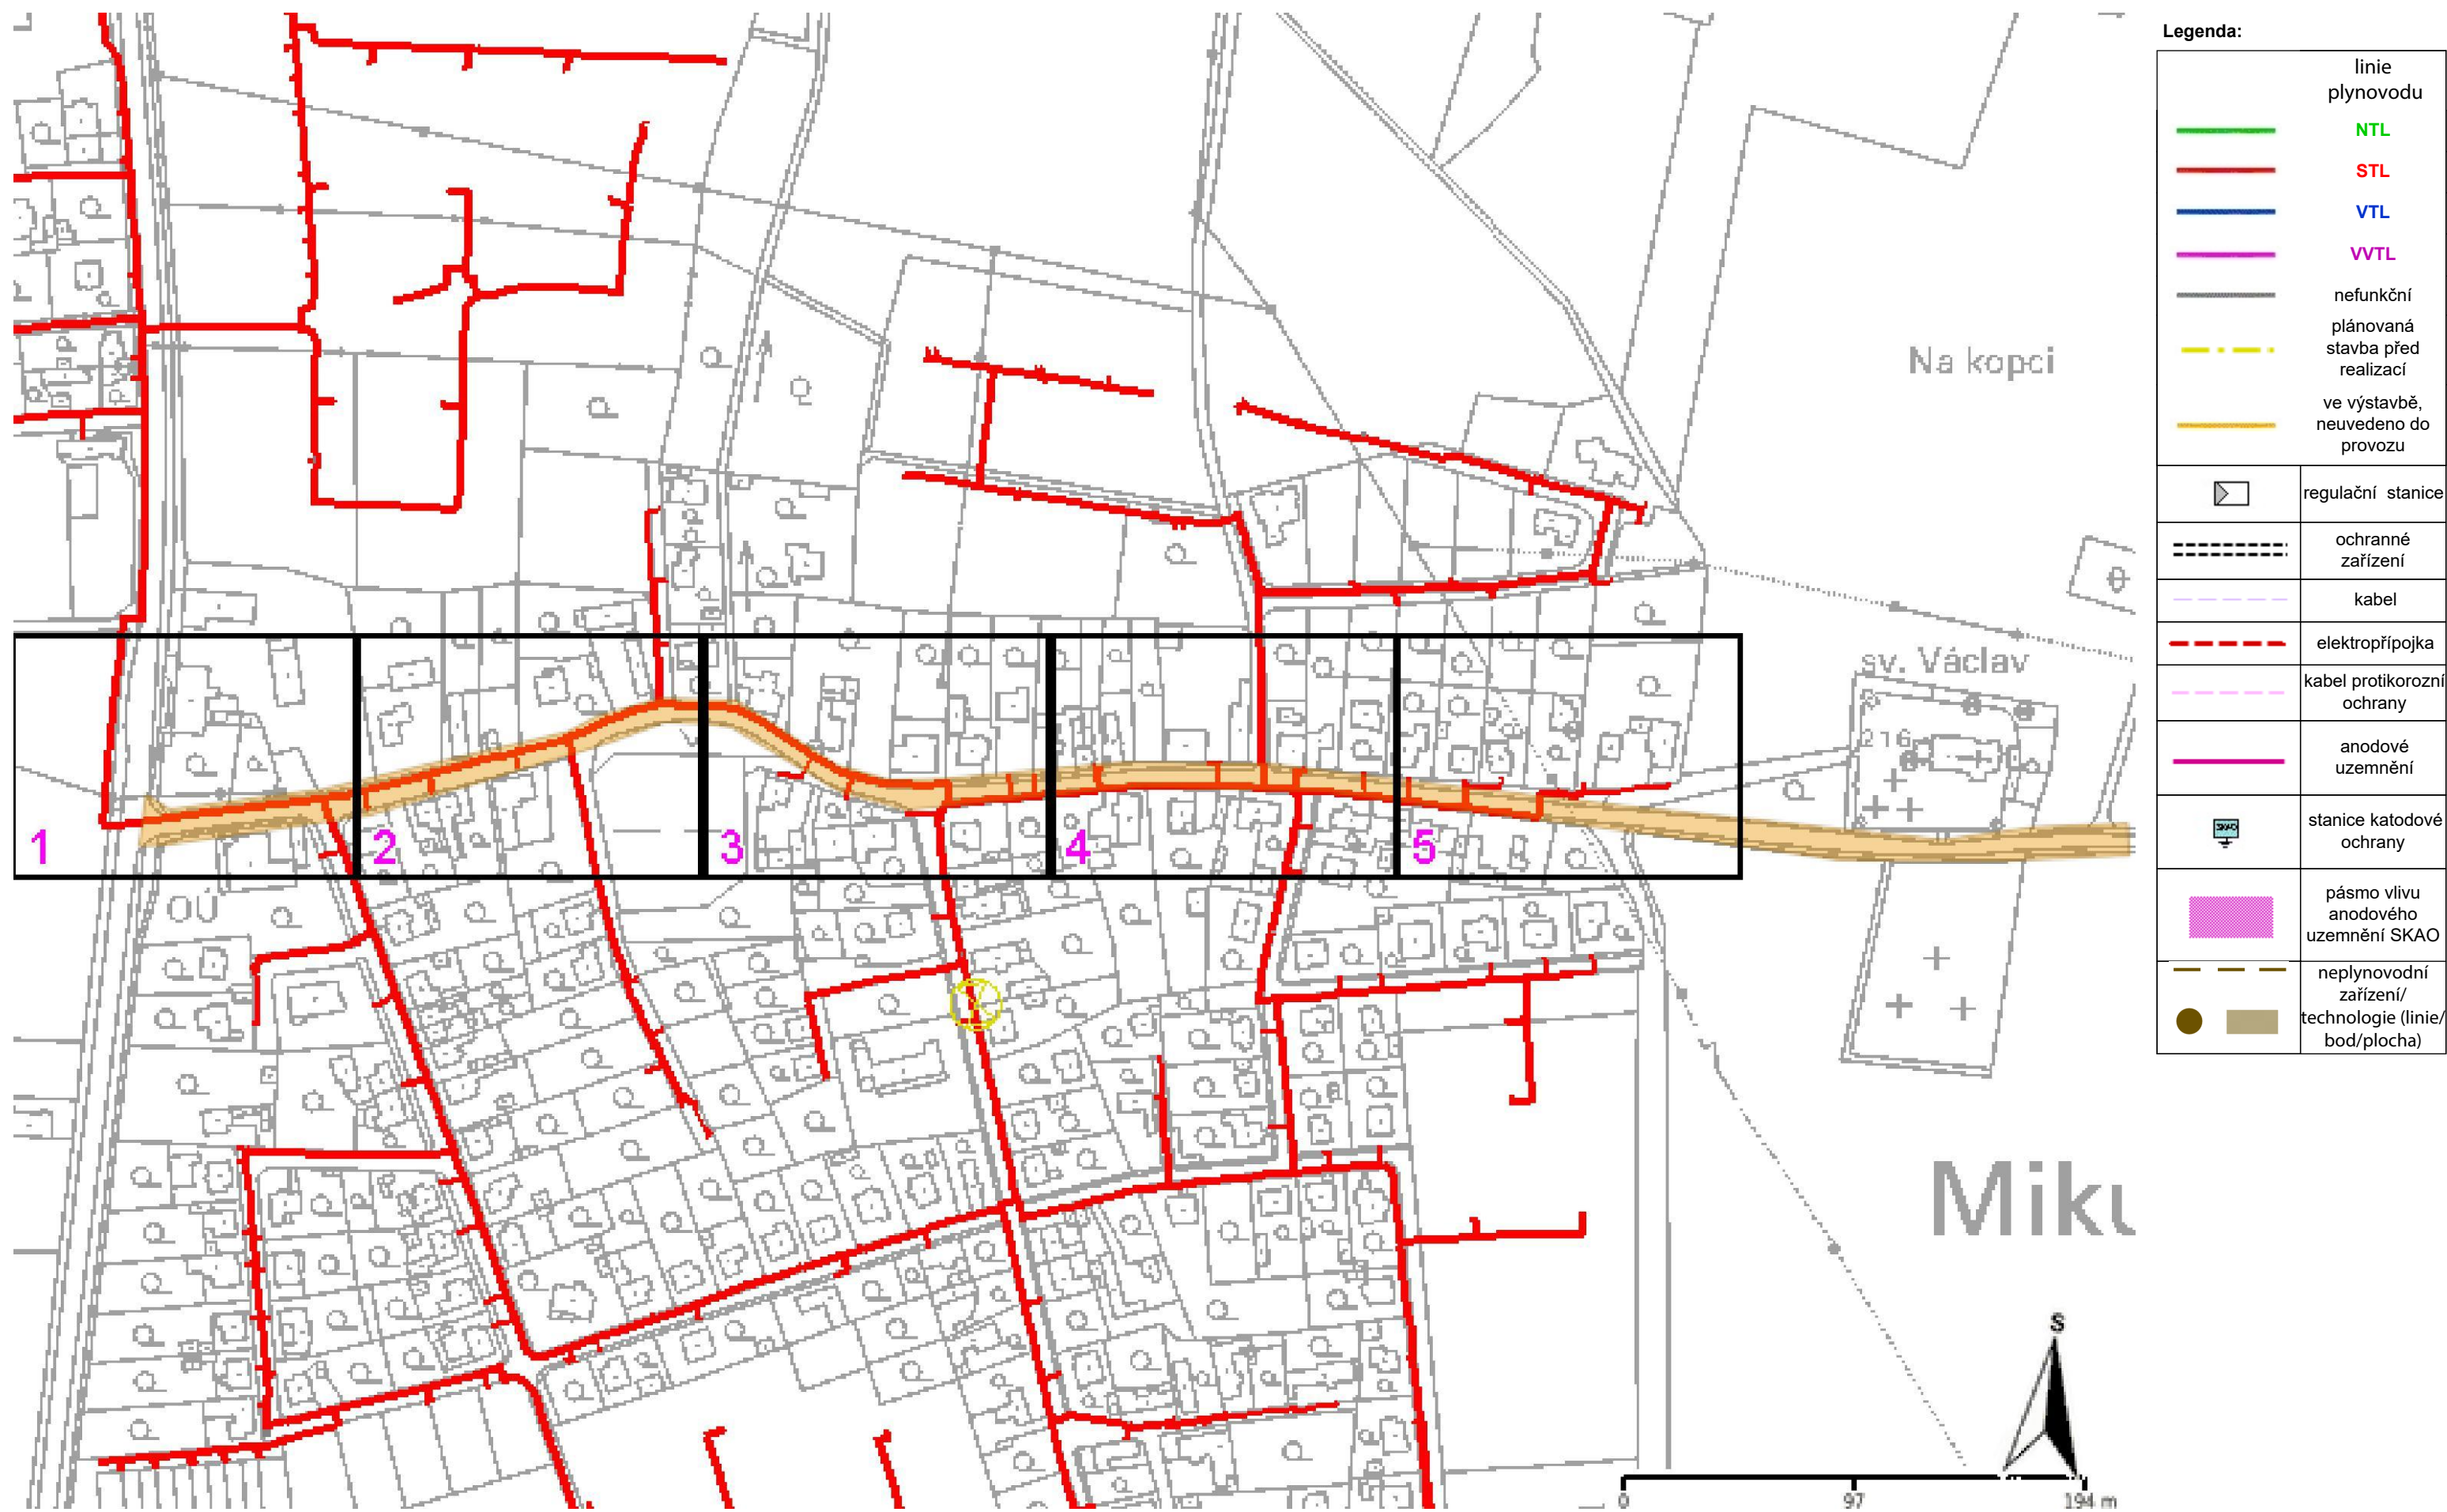 Legenda:
linie
plynovodu
NTL
STL
VTL
VVTL
nefunkční
plánovaná
stavba před
realizací
ve výstavbě,
neuvedeno do
provozu
regulační stanice
ochranné
zařízení
kabel
elektropřípojka
kabel protikorozní
ochrany
anodové
uzemnění
SKAO
stanice katodové
ochrany
pásmo vlivu
anodového
uzemnění SKAO
neplynovodní
zařízení/
technologie (linie/
bod/plocha)
Na kopci
sv. Václav
216
1
2
3
4
5
OÚ
Miku
S
0
97
194 m